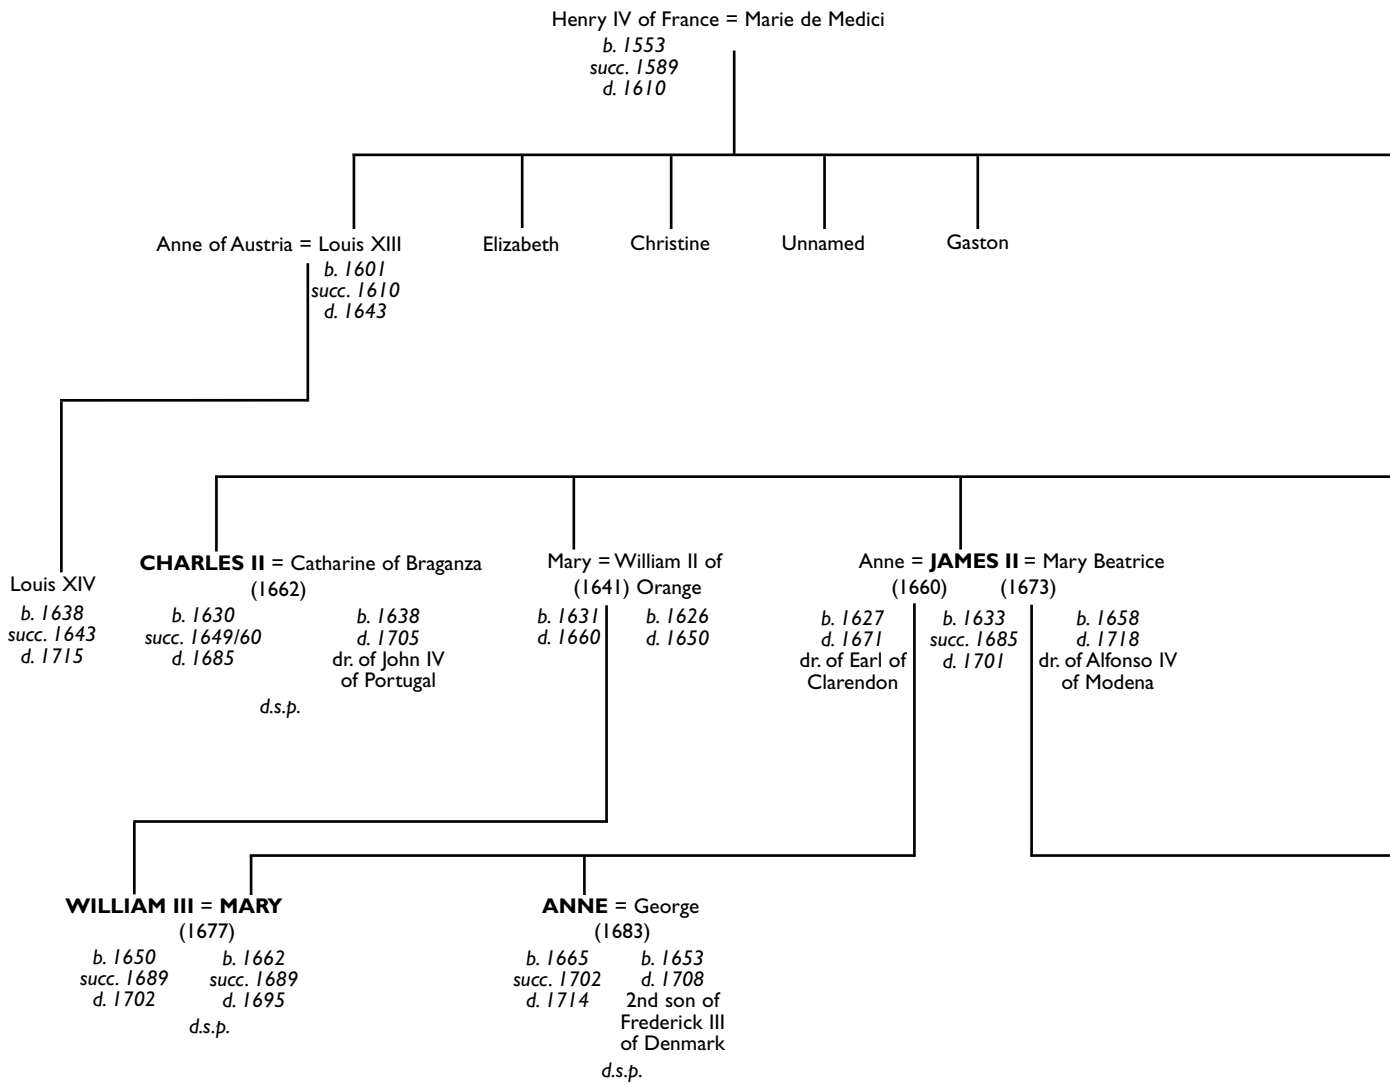 Henry IV of France = Marie de Medici
b. 1553
succ. 1589
d. 1610
Anne of Austria = Louis XIII
b. 1601
succ. 1610
d. 1643
Elizabeth
Christine
Unnamed
Gaston
Louis XIV
b. 1638
succ. 1643
d. 1715
CHARLES II = Catharine of Braganza
(1662)
b. 1630
succ. 1649/60
d. 1685
b. 1638
d. 1705
dr. of John IV
of Portugal
d.s.p.
Mary = William II of
(1641) Orange
b. 1631
d. 1660
b. 1626
d. 1650
Anne = JAMES II = Mary Beatrice
(1660) (1673)
b. 1627
d. 1671
dr. of Earl of
Clarendon
b. 1633
succ. 1685
d. 1701
b. 1658
d. 1718
dr. of Alfonso IV
of Modena
WILLIAM III = MARY
(1677)
b. 1650
succ. 1689
d. 1702
b. 1662
succ. 1689
d. 1695
d.s.p.
ANNE = George
(1683)
b. 1665
succ. 1702
d. 1714
b. 1653
d. 1708
2nd son of
Frederick III
of Denmark
d.s.p.